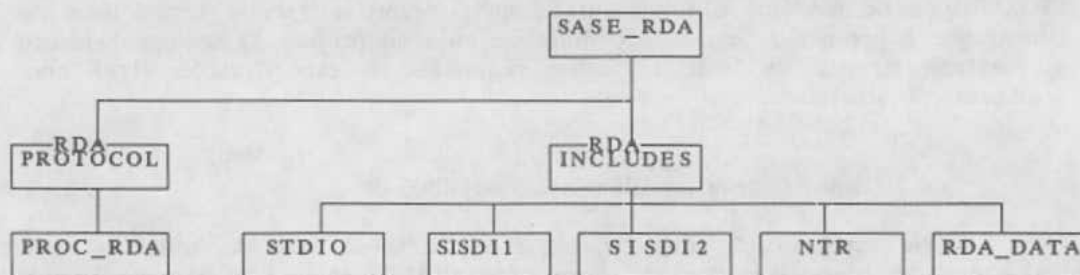 SASE_RDA
RDA
PROTOCOL
RDA
INCLUDES
PROC_RDA
STDIO
SISDI1
SISDI2
NTR
RDA_DATA